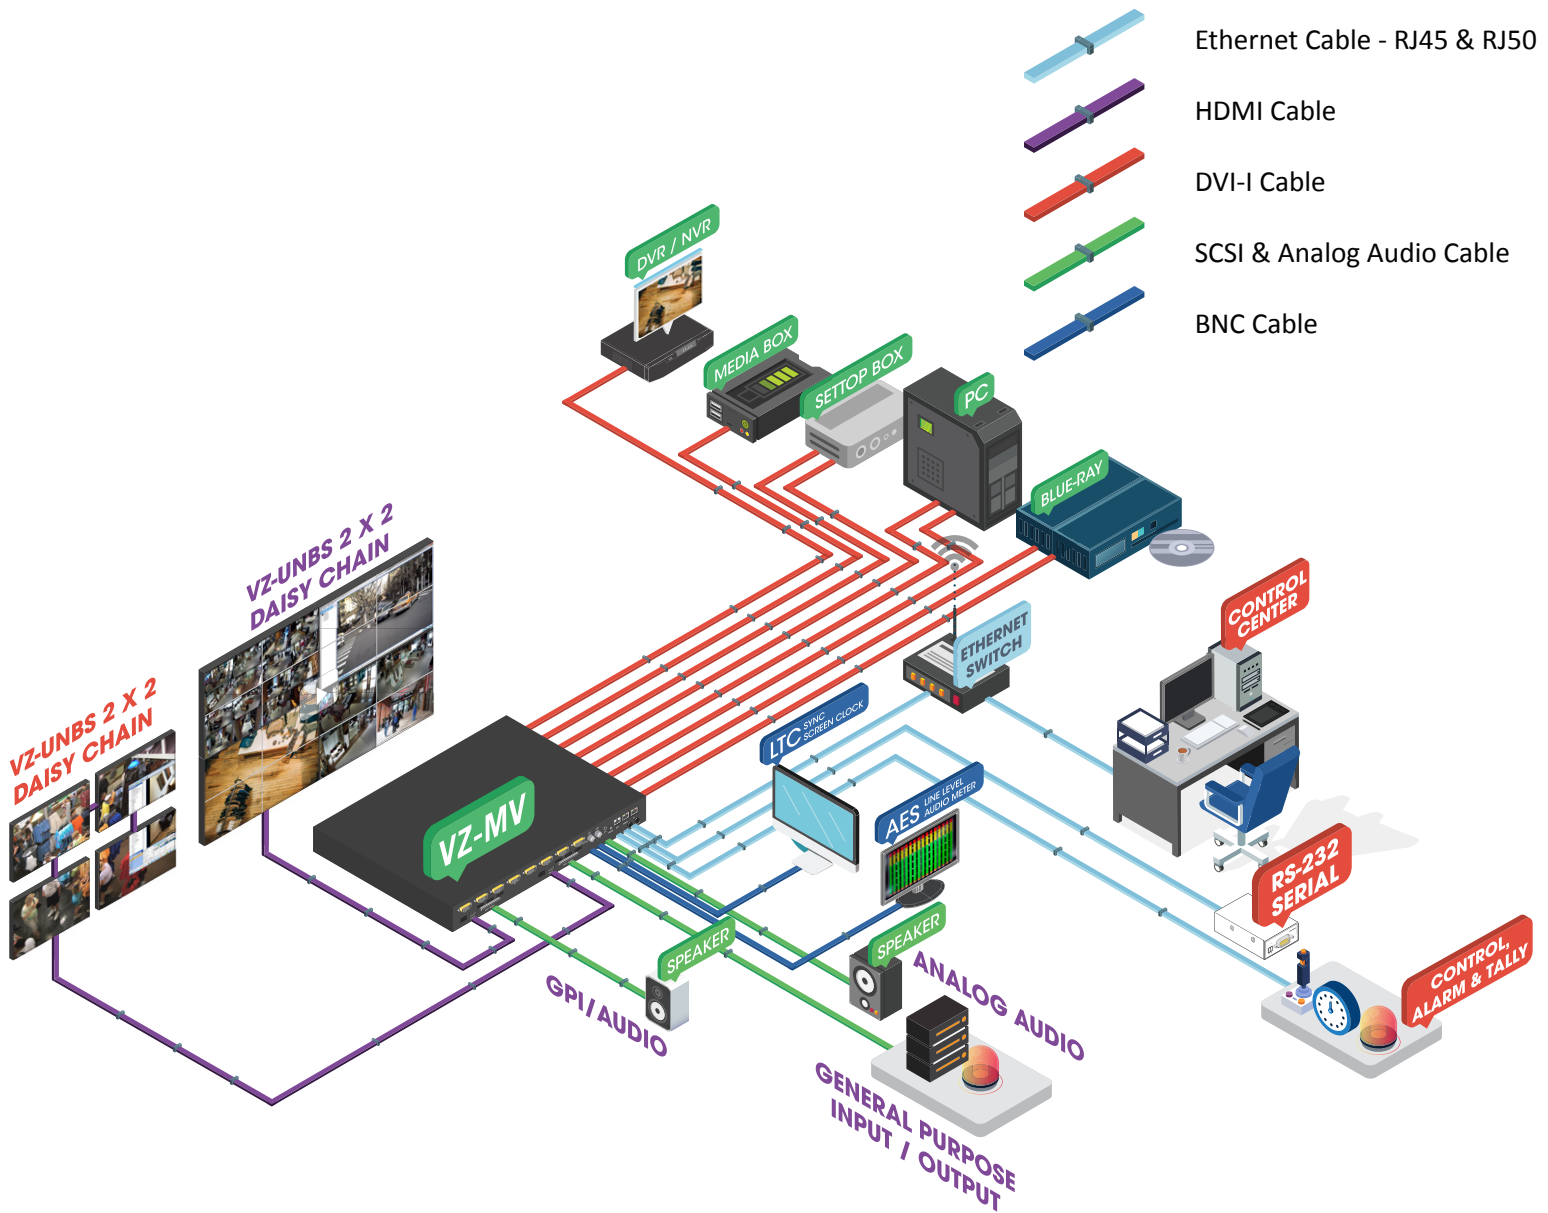 Ethernet Cable - RJ45 & RJ50
HDMI Cable
DVI-I Cable
SCSI & Analog Audio Cable
BNC Cable
DVR / NVR
MEDIA BOX
SETTOP BOX
PC
BLUE-RAY
VZ-UNBS 2 X 2
DAISY CHAIN
VZ-UNBS 2 X 2
DAISY CHAIN
CONTROL
CENTER
ETHERNET
SWITCH
LTC SYNC
SCREEN CLOCK
AES LINE LEVEL
AUDIO METER
VZ-MV
RS-232
SERIAL
SPEAKER
SPEAKER
CONTROL,
ALARM & TALLY
GPI/AUDIO
ANALOG AUDIO
GENERAL PURPOSE
INPUT / OUTPUT